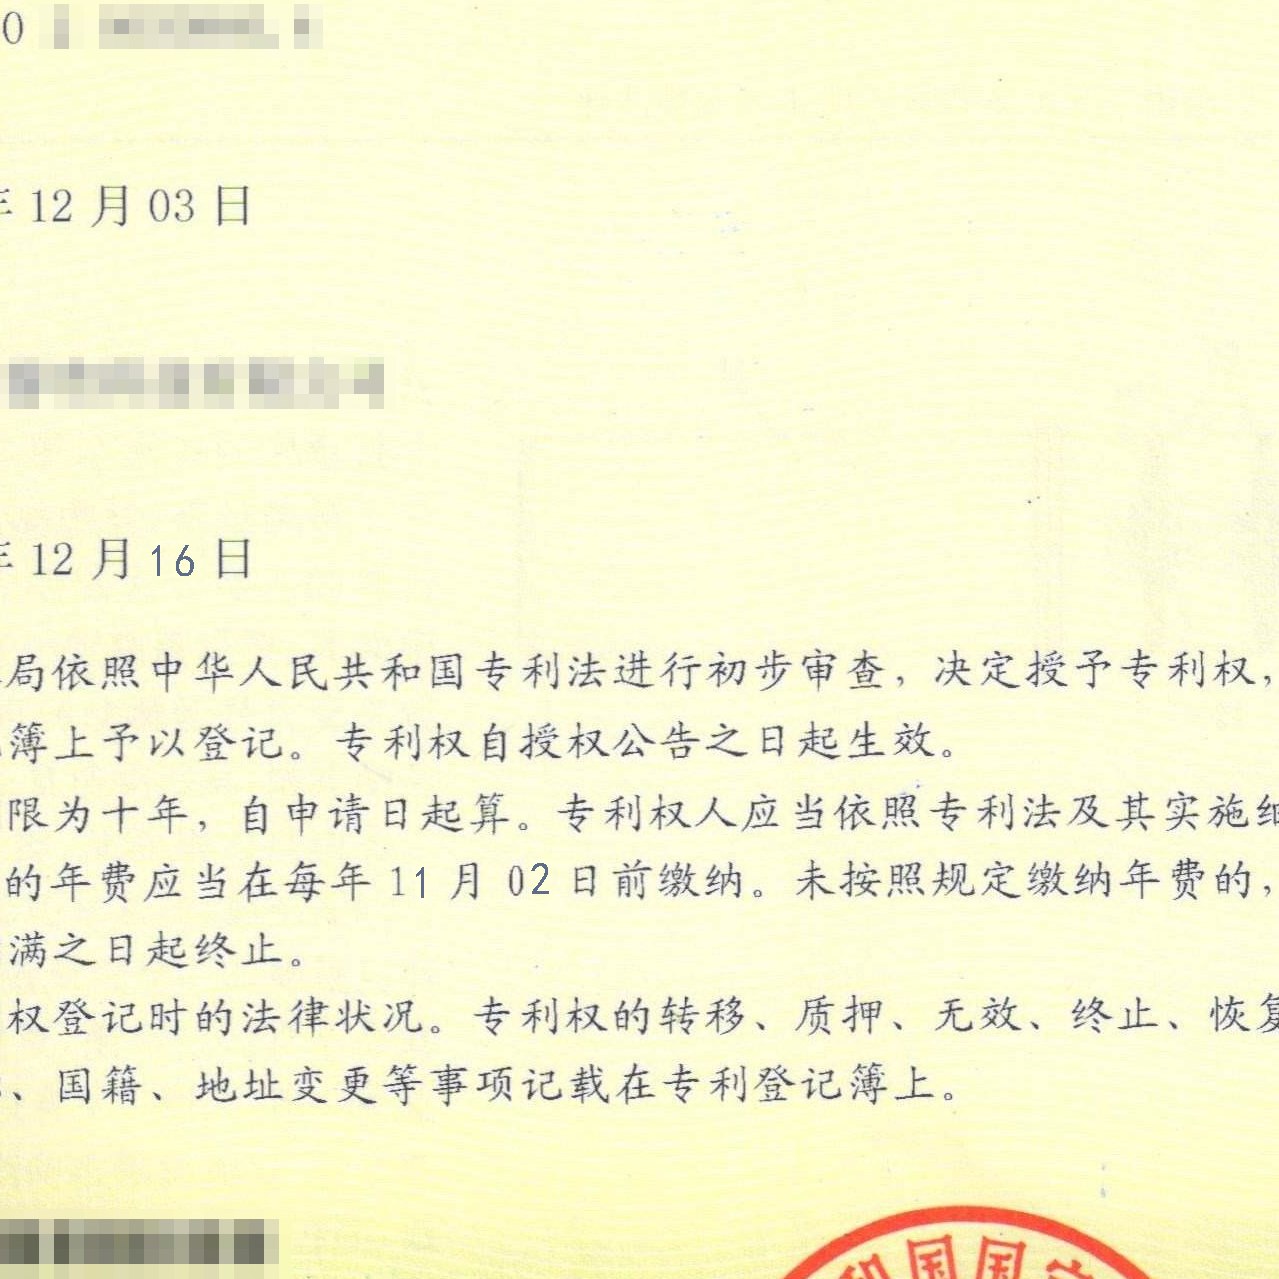 0
年 12 月 03 日
年 12 月 16 日
局依照中华人民共和国专利法进行初步审查，决定授予专利权，
簿上予以登记。专利权自授权公告之日起生效。
限为十年，自申请日起算。专利权人应当依照专利法及其实施细
的年费应当在每年 11 月 02 日前缴纳。未按照规定缴纳年费的，
满之日起终止。
权登记时的法律状况。专利权的转移、质押、无效、终止、恢复
、国籍、地址变更等事项记载在专利登记簿上。
和国国